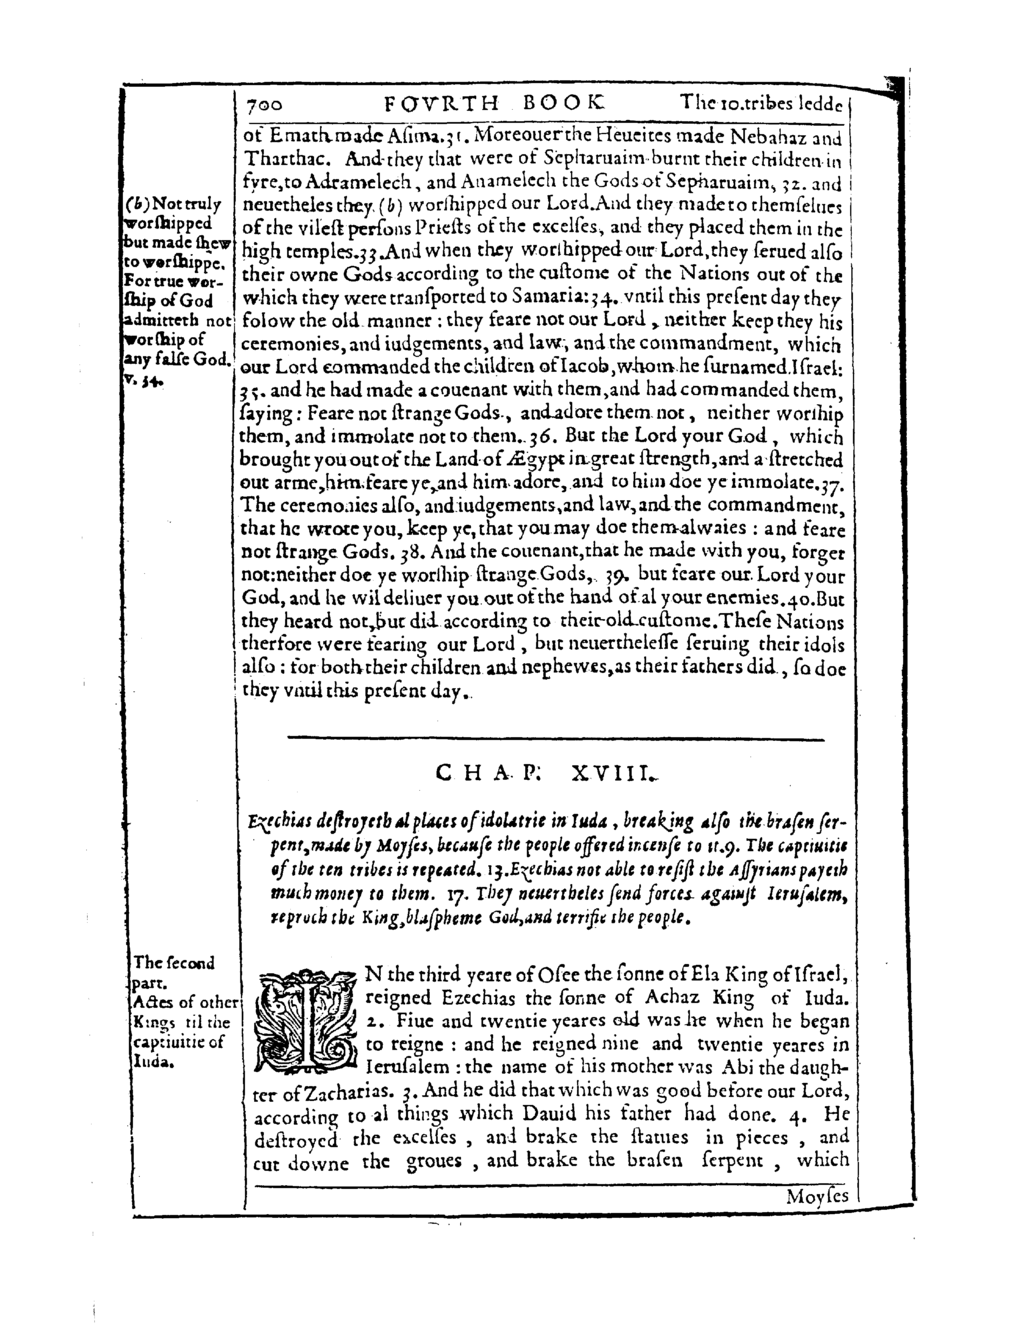 700 FOVRTH BOOK The 10.tribes ledde
of Emath made Asima.31. Moreouer the Heueites made Nebahaz and
Tharthac. And they that were of Sepharuaim burnt their children in
fyre,to Adramelech, and Anamelech the Gods of Sepharuaim, 32. and
neuetheles they (b) worſhipped our Lord.And they made to themſelues
of the vileſt perſons Prieſts of the excelſes, and they placed them in the
high temples.33.And when they worſhipped our Lord,they ſerued alſo
their owne Gods according to the cuſtome of the Nations out of the
which they were tranſported to Samaria:34. vntil this preſent day they
folow the old manner : they feare not our Lord, neither keep they his
ceremonies, and iudgements, and law, and the commandment, which
our Lord commanded the children of Iacob,whom he ſurnamed Iſrael:
35. and he had made a couenant with them,and had commanded them,
ſaying : Feare not ſtrange Gods, and adore them not, neither worſhip
them, and immolate not to them. 36. But the Lord your God, which
brought you out of the Land of Ægypt in great ſtrength,and a ſtretched
out arme,him feare ye,and him adore, and to him doe ye immolate.37.
The ceremonies alſo, and iudgements,and law,and the commandment,
that he wrote you, keep ye, that you may doe them alwaies : and feare
not ſtrange Gods. 38. And the couenant,that he made with you, forget
not:neither doe ye worſhip ſtrange Gods, 39. but feare our Lord your
God, and he wil deliuer you out of the hand of al your enemies.40.But
they heard not,but did according to their old cuſtome.Theſe Nations
therfore were fearing our Lord, but neuertheleſſe ſeruing their idols
alſo : for both their children and nephewes,as their fathers did, ſo doe
they vntil this preſent day.
(b) Not truly
worſhipped
but made ſhew
to worſhippe.
For true wor-
ſhip of God
admitteth not
worſhip of
any falſe God.
v. 34.
CHAP. XVIII.
Ezechias deſtroyeth al places of idolatrie in Iuda, breaking alſo the braſen ſer-
pent,made by Moyſes, becauſe the people offered incenſe to it.9. The captiuitie
of the ten tribes is repeated. 13.Ezechias not able to reſiſt the Aſſyrians payeth
much money to them. 17. They neuertheles ſend forces againſt Ieruſalem,
reproch the King,blaſpheme God,and terrifie the people.
The ſecond
part.
Actes of other
Kings til the
captiuitie of
Iuda.
IN the third yeare of Oſee the ſonne of Ela King of Iſrael,
reigned Ezechias the ſonne of Achaz King of Iuda.
2. Fiue and twentie yeares old was he when he began
to reigne : and he reigned nine and twentie yeares in
Ieruſalem : the name of his mother was Abi the daugh-
ter of Zacharias. 3. And he did that which was good before our Lord,
according to al things which Dauid his father had done. 4. He
deſtroyed the excelſes, and brake the ſtatues in pieces, and
cut downe the groues, and brake the braſen ſerpent, which
Moyſes